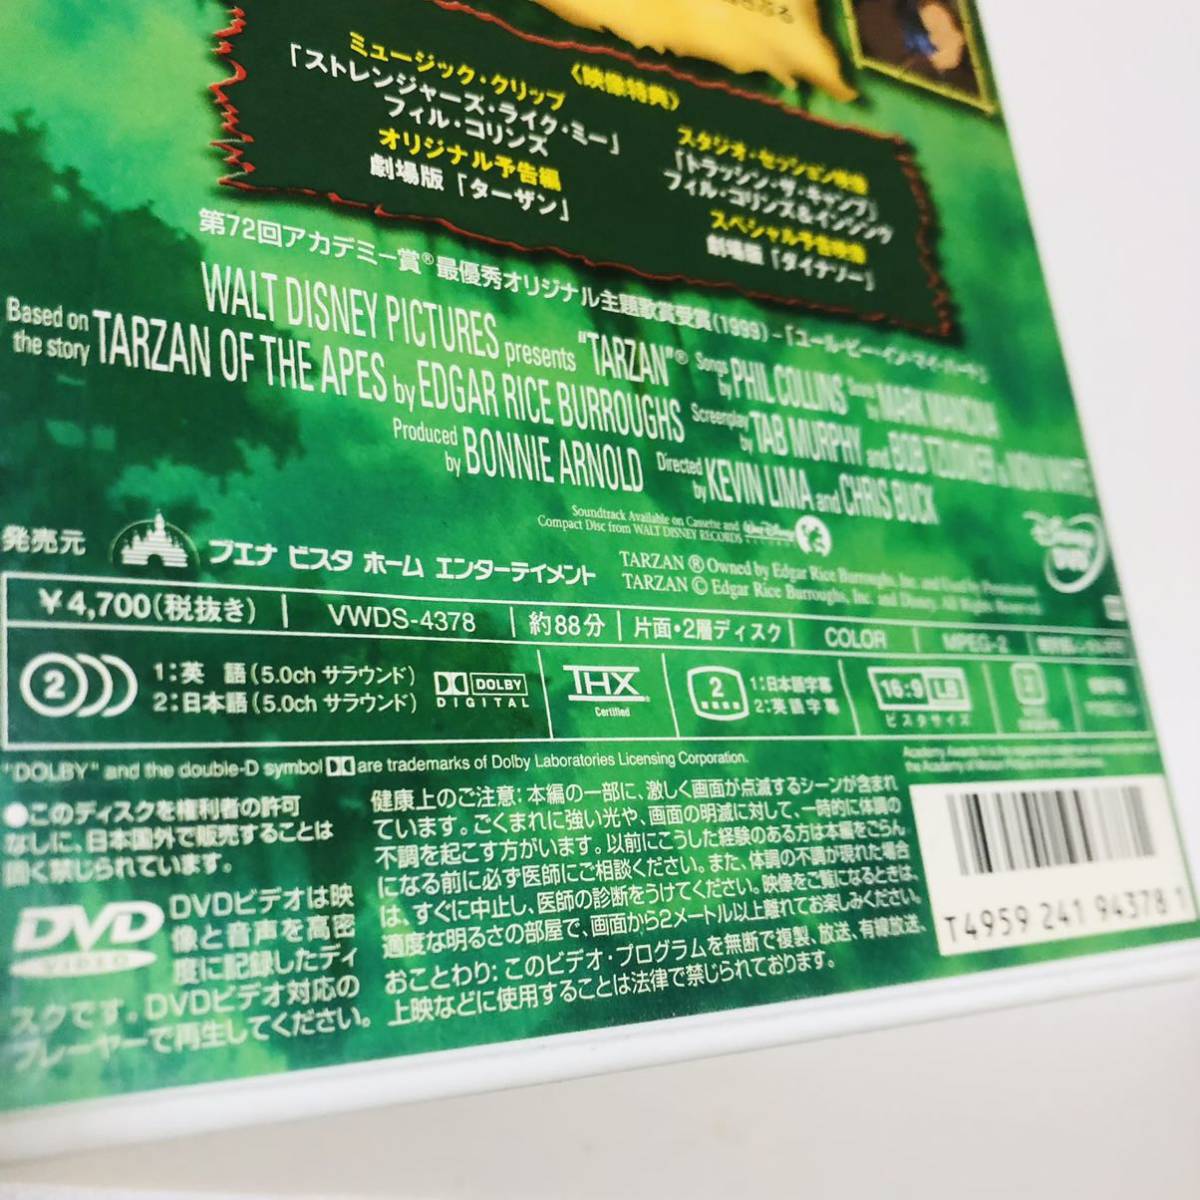 〈映像特典〉
ミュージック・クリップ
「ストレンジャーズ・ライク・ミー」
フィル・コリンズ
オリジナル予告編
劇場版「ターザン」
スタジオ・セッション映像
「トラッシン・ザ・キャンプ」
フィル・コリンズ&インシンク
スペシャル予告映像
劇場版「ダイナソー」
第72回アカデミー賞®最優秀オリジナル主題歌賞受賞(1999)-「ユール・ビー・イン・マイ・ハート」
WALT DISNEY PICTURES presents "TARZAN"® Songs by PHIL COLLINS Score by MARK MANCINA
Based on the story TARZAN OF THE APES by EDGAR RICE BURROUGHS Screenplay by TAB MURPHY and BOB TZUDIKER & NONI WHITE
Produced by BONNIE ARNOLD Directed by KEVIN LIMA and CHRIS BUCK
Soundtrack Available on Cassette and
Compact Disc from WALT DISNEY RECORDS
発売元 ブエナ ビスタ ホーム エンターテイメント
TARZAN ® Owned by Edgar Rice Burroughs, Inc. and Used by Permission
TARZAN © Edgar Rice Burroughs, Inc. and Disney. All Rights Reserved
Disney DVD
¥4,700(税抜き) VWDS-4378 約88分 片面・2層ディスク COLOR MPEG-2
2
1:英 語(5.0ch サラウンド)
2:日本語(5.0ch サラウンド)
DOLBY
DIGITAL
THX
Certified
2
1:日本語字幕
2:英語字幕
16:9 LB
ビスタサイズ
2
"DOLBY" and the double-D symbol are trademarks of Dolby Laboratories Licensing Corporation.
●このディスクを権利者の許可
なしに、日本国外で販売することは
固く禁じられています。
DVD
VIDEO
DVDビデオは映
像と音声を高密
度に記録したディ
スクです。DVDビデオ対応の
プレーヤーで再生してください。
健康上のご注意:本編の一部に、激しく画面が点滅するシーンが含まれ
ています。ごくまれに強い光や、画面の明滅に対して、一時的に体調の
不調を起こす方がいます。以前にこうした経験のある方は本編をごらん
になる前に必ず医師にご相談ください。また、体調の不調が現れた場合
は、すぐに中止し、医師の診断をうけてください。映像をご覧になるときは、
適度な明るさの部屋で、画面から2メートル以上離れてお楽しみください。
おことわり:このビデオ・プログラムを無断で複製、放送、有線放送、
上映などに使用することは法律で禁じられております。
T4959 241 94378 1